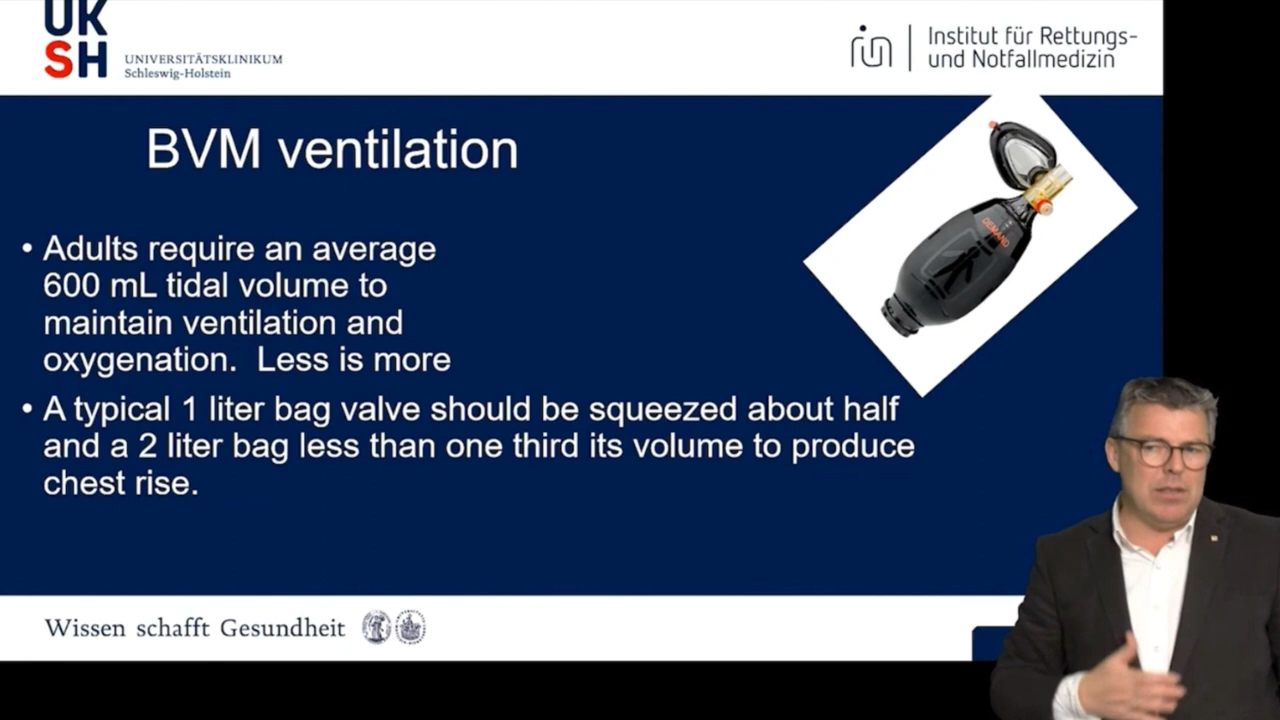 UK
SH
UNIVERSITÄTSKLINIKUM
Schleswig-Holstein
Institut für Rettungs-
und Notfallmedizin
BVM ventilation
DEMAND
• Adults require an average
600 mL tidal volume to
maintain ventilation and
oxygenation. Less is more
• A typical 1 liter bag valve should be squeezed about half
and a 2 liter bag less than one third its volume to produce
chest rise.
Wissen schafft Gesundheit